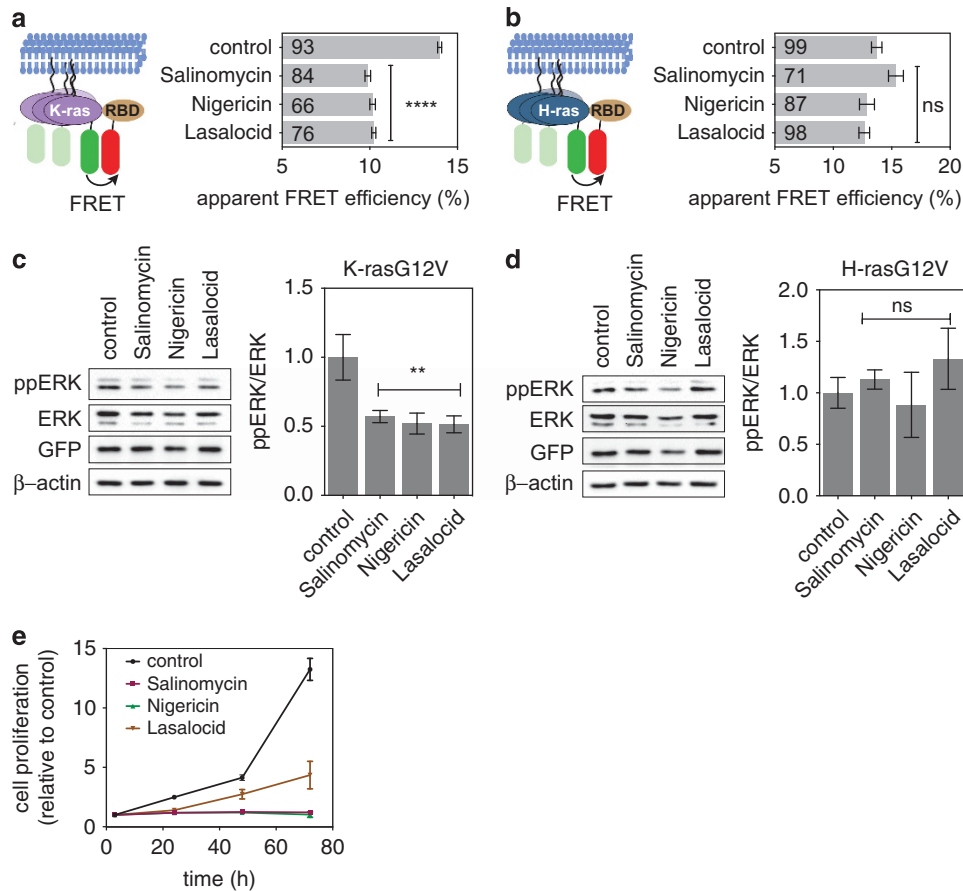 a
K-ras
RBD
FRET
control
Salinomycin
Nigericin
Lasalocid
93
84
66
76
****
5
10
15
apparent FRET efficiency (%)
b
H-ras
RBD
FRET
control
Salinomycin
Nigericin
Lasalocid
99
71
87
98
ns
5
10
15
20
apparent FRET efficiency (%)
c
control
Salinomycin
Nigericin
Lasalocid
ppERK
ERK
GFP
β–actin
K-rasG12V
ppERK/ERK
1.5
1.0
0.5
0.0
**
control
Salinomycin
Nigericin
Lasalocid
d
control
Salinomycin
Nigericin
Lasalocid
ppERK
ERK
GFP
β–actin
H-rasG12V
ppERK/ERK
2.0
1.5
1.0
0.5
0.0
ns
control
Salinomycin
Nigericin
Lasalocid
e
cell proliferation
(relative to control)
15
10
5
0
control
Salinomycin
Nigericin
Lasalocid
0
20
40
60
80
time (h)